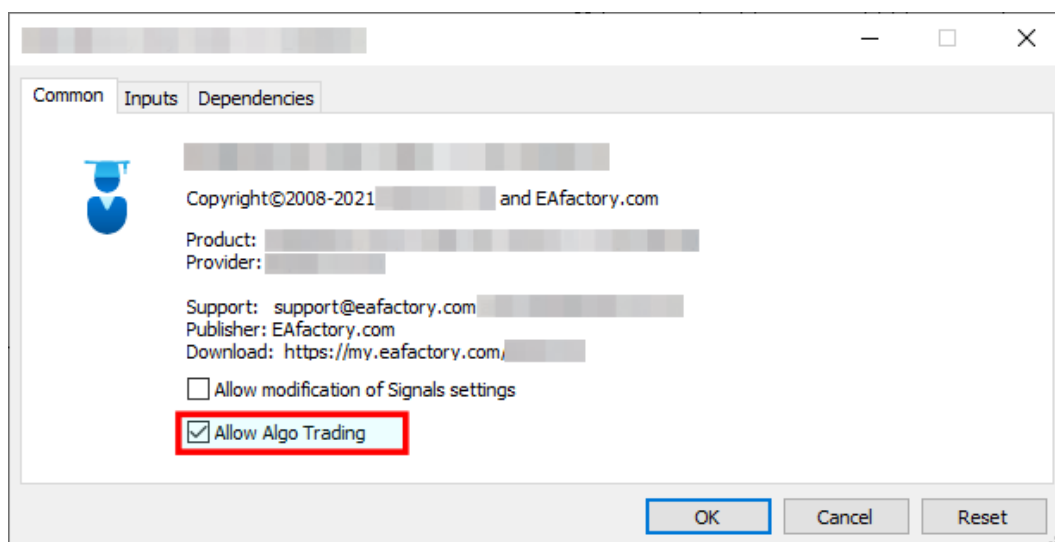 Common Inputs Dependencies
Copyright©2008-2021 and EAfactory.com
Product:
Provider:
Support: support@eafactory.com
Publisher: EAfactory.com
Download: https://my.eafactory.com/
Allow modification of Signals settings
Allow Algo Trading
OK Cancel Reset